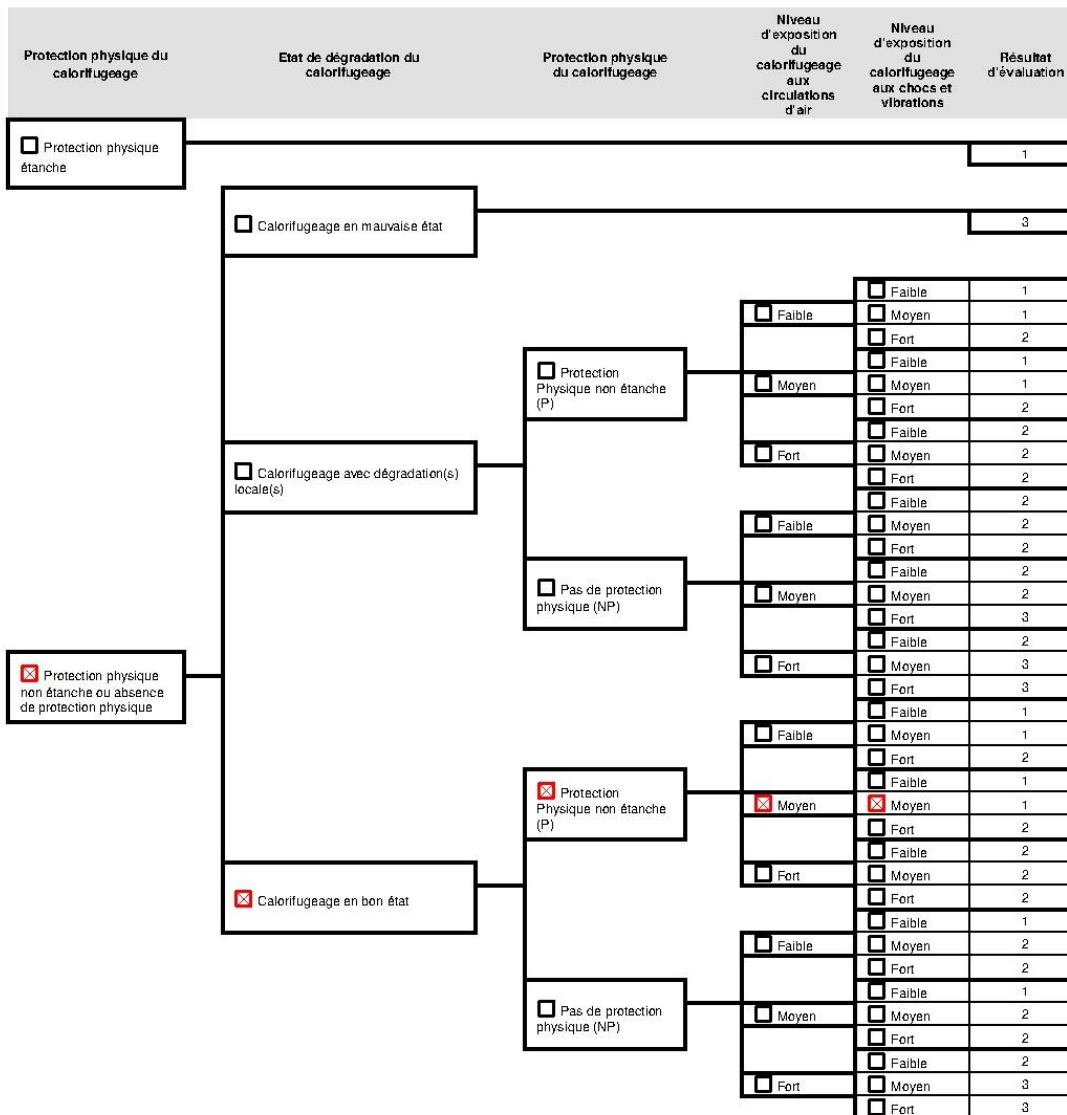 Protection physique du
calorifugeage
Etat de dégradation du
calorifugeage
Protection physique
du calorifugeage
Niveau
d'exposition
du
calorifugeage
aux
circulations
d'air
Niveau
d'exposition
du
calorifugeage
aux chocs et
vibrations
Résultat
d'évaluation
Protection physique
étanche
1
Calorifugeage en mauvaise état
3
Faible 1
Faible Moyen 1
Fort 2
Protection
Physique non étanche
(P)
Faible 1
Moyen Moyen 1
Fort 2
Faible 2
Fort Moyen 2
Fort 2
Calorifugeage avec dégradation(s)
locale(s)
Faible 2
Faible Moyen 2
Fort 2
Pas de protection
physique (NP)
Faible 2
Moyen Moyen 2
Fort 3
Faible 2
Fort Moyen 3
Fort 3
Protection physique
non étanche ou absence
de protection physique
Faible 1
Faible Moyen 1
Fort 2
Protection
Physique non étanche
(P)
Faible 1
Moyen Moyen 1
Fort 2
Faible 2
Fort Moyen 2
Fort 2
Calorifugeage en bon état
Faible 1
Faible Moyen 2
Fort 2
Pas de protection
physique (NP)
Faible 1
Moyen Moyen 2
Fort 2
Faible 2
Fort Moyen 3
Fort 3